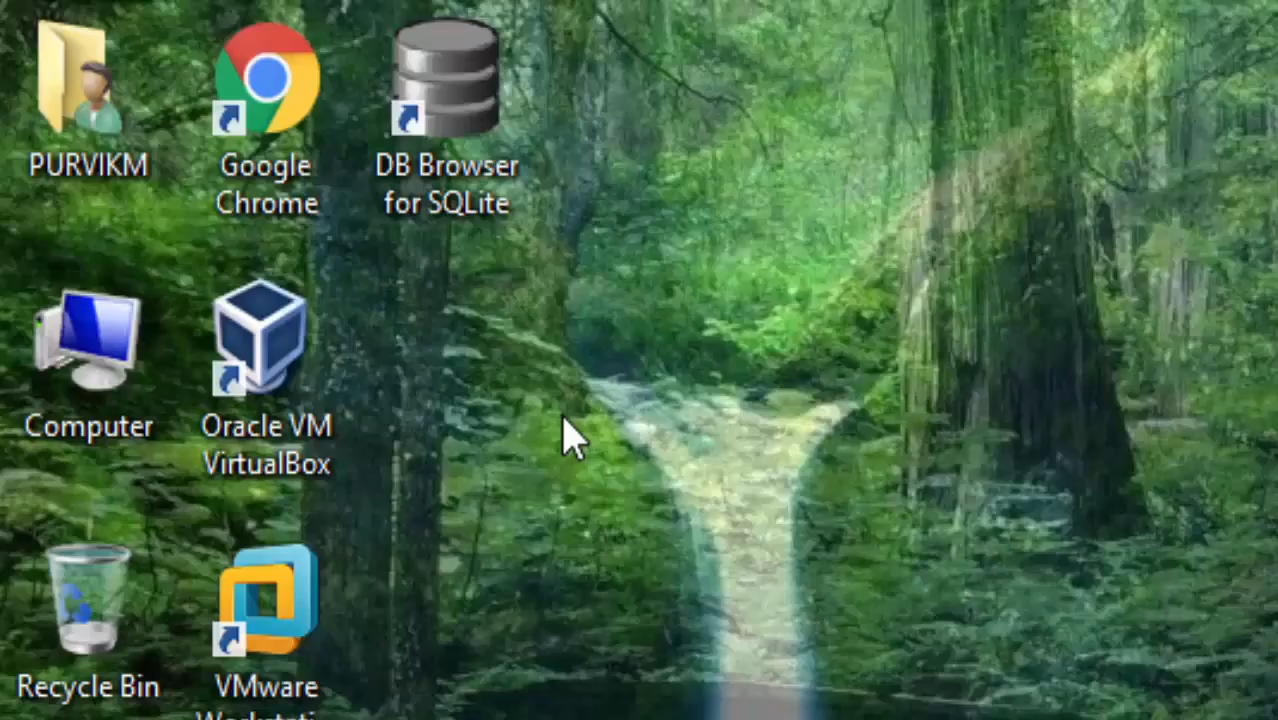 PURVIKM
Google
Chrome
DB Browser
for SQLite
Computer
Oracle VM
VirtualBox
Recycle Bin
VMware